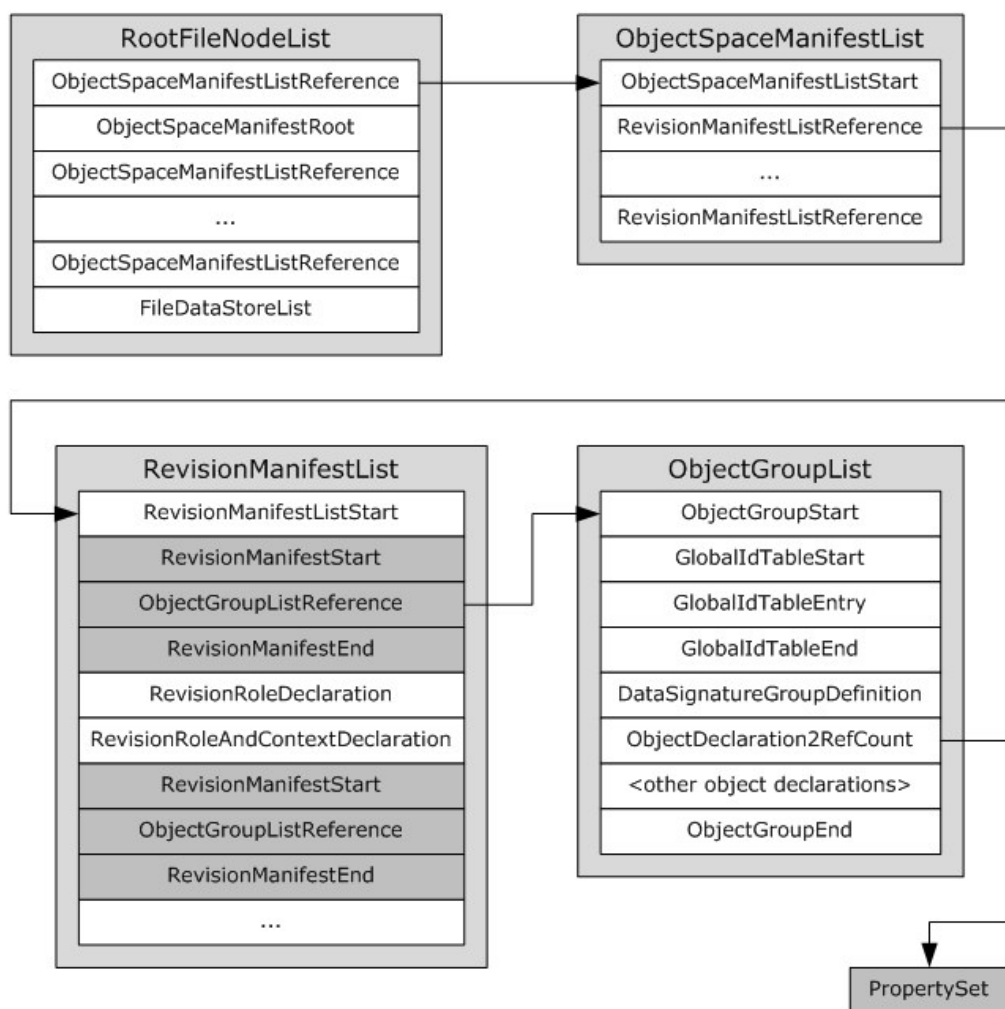 RootFileNodeList
ObjectSpaceManifestListReference
ObjectSpaceManifestRoot
ObjectSpaceManifestListReference
...
ObjectSpaceManifestListReference
FileDataStoreList
ObjectSpaceManifestList
ObjectSpaceManifestListStart
RevisionManifestListReference
...
RevisionManifestListReference
RevisionManifestList
RevisionManifestListStart
RevisionManifestStart
ObjectGroupListReference
RevisionManifestEnd
RevisionRoleDeclaration
RevisionRoleAndContextDeclaration
RevisionManifestStart
ObjectGroupListReference
RevisionManifestEnd
...
ObjectGroupList
ObjectGroupStart
GlobalIdTableStart
GlobalIdTableEntry
GlobalIdTableEnd
DataSignatureGroupDefinition
ObjectDeclaration2RefCount
<other object declarations>
ObjectGroupEnd
PropertySet